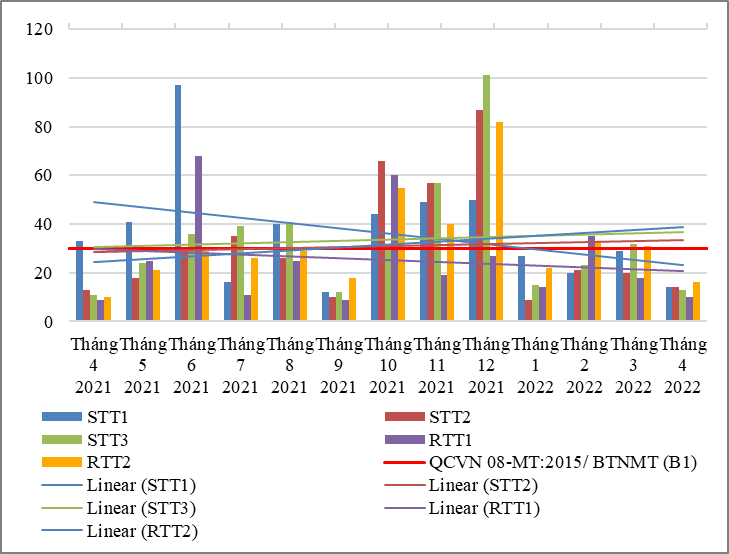 120
100
80
60
40
20
0
Tháng Tháng Tháng Tháng Tháng Tháng Tháng Tháng Tháng Tháng Tháng Tháng Tháng
4 5 6 7 8 9 10 11 12 1 2 3 4
2021 2021 2021 2021 2021 2021 2021 2021 2021 2022 2022 2022 2022
STT1 STT2
STT3 RTT1
RTT2 QCVN 08-MT:2015/ BTNMT (B1)
Linear (STT1) Linear (STT2)
Linear (STT3) Linear (RTT1)
Linear (RTT2)